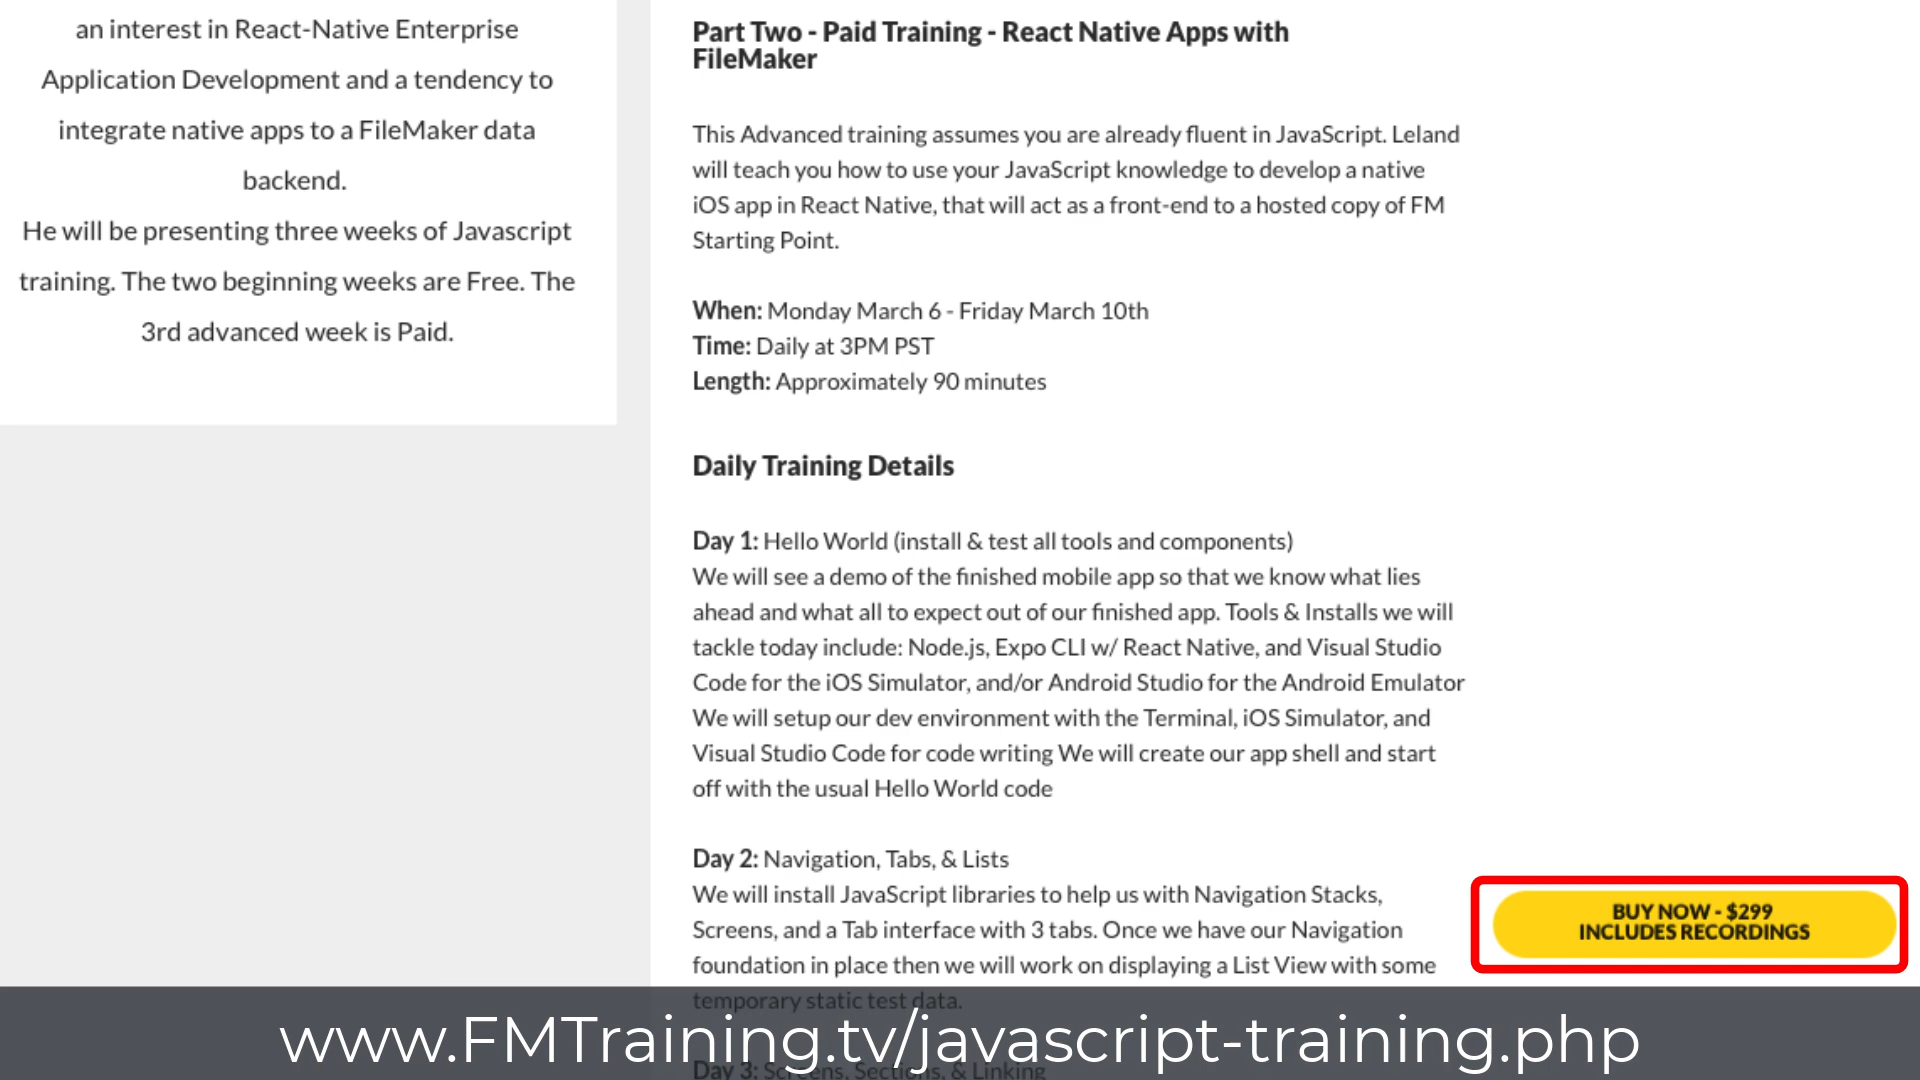 an interest in React-Native Enterprise
Application Development and a tendency to
integrate native apps to a FileMaker data
backend.
He will be presenting three weeks of Javascript
training. The two beginning weeks are Free. The
3rd advanced week is Paid.
Part Two - Paid Training - React Native Apps with
FileMaker
This Advanced training assumes you are already fluent in JavaScript. Leland
will teach you how to use your JavaScript knowledge to develop a native
iOS app in React Native, that will act as a front-end to a hosted copy of FM
Starting Point.
When: Monday March 6 - Friday March 10th
Time: Daily at 3PM PST
Length: Approximately 90 minutes
Daily Training Details
Day 1: Hello World (install & test all tools and components)
We will see a demo of the finished mobile app so that we know what lies
ahead and what all to expect out of our finished app. Tools & Installs we will
tackle today include: Node.js, Expo CLI w/ React Native, and Visual Studio
Code for the iOS Simulator, and/or Android Studio for the Android Emulator
We will setup our dev environment with the Terminal, iOS Simulator, and
Visual Studio Code for code writing We will create our app shell and start
off with the usual Hello World code
Day 2: Navigation, Tabs, & Lists
We will install JavaScript libraries to help us with Navigation Stacks,
Screens, and a Tab interface with 3 tabs. Once we have our Navigation
foundation in place then we will work on displaying a List View with some
temporary static test data.
Day 3: Screens, Sections, & Linking
BUY NOW - $299
INCLUDES RECORDINGS
www.FMTraining.tv/javascript-training.php